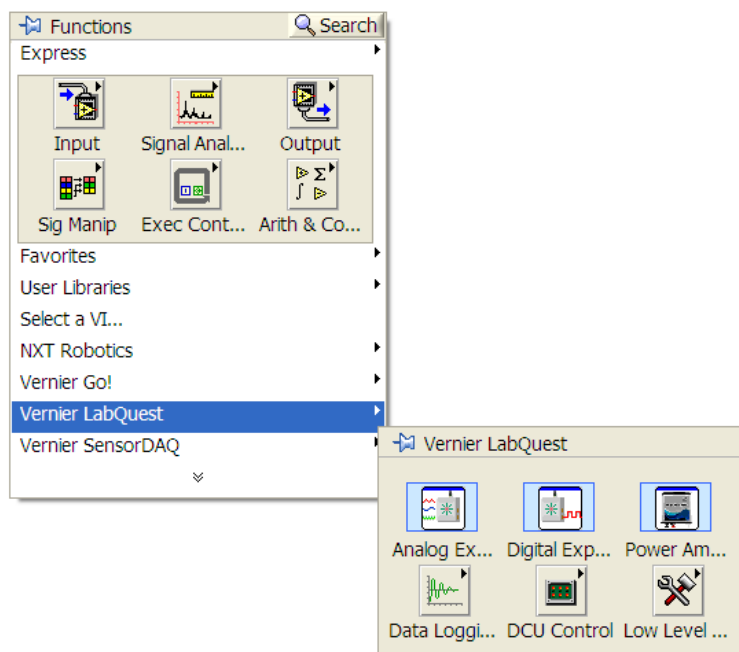 Functions Search
Express
Input Signal Anal... Output
Sig Manip Exec Cont... Arith & Co...
Favorites
User Libraries
Select a VI...
NXT Robotics
Vernier Go!
Vernier LabQuest
Vernier SensorDAQ
Vernier LabQuest
Analog Ex... Digital Exp... Power Am...
Data Loggi... DCU Control Low Level ...